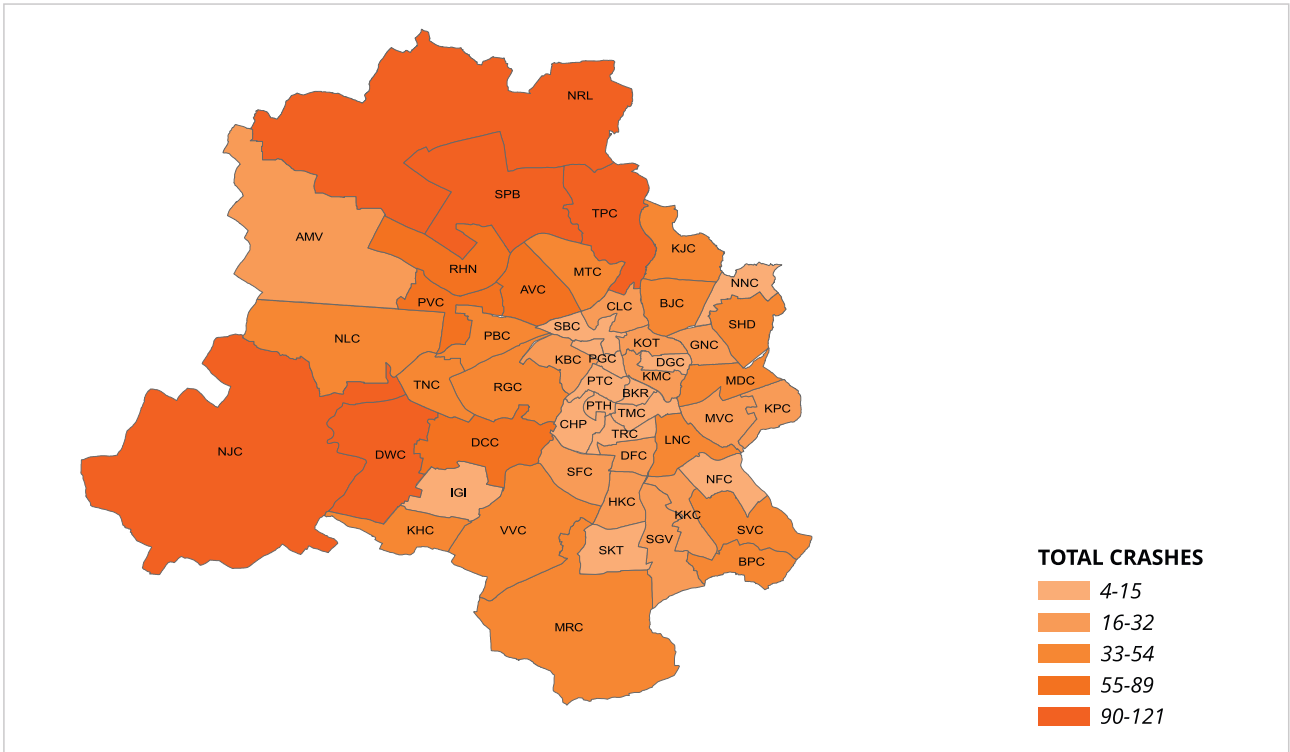 NRL
SPB
TPC
AMV
KJC
RHN
MTC
NNC
AVC
PVC
BJC
CLC
SHD
SBC
NLC
PBC
KOT
GNC
KBC
PGC
DGC
KMC
PTC
MDC
TNC
RGC
BKR
PTH
TMC
KPC
MVC
CHP
TRC
LNC
DCC
NJC
DWC
DFC
SFC
NFC
IGI
HKC
KKC
KHC
VVC
SVC
SGV
SKT
BPC
MRC
TOTAL CRASHES
4-15
16-32
33-54
55-89
90-121